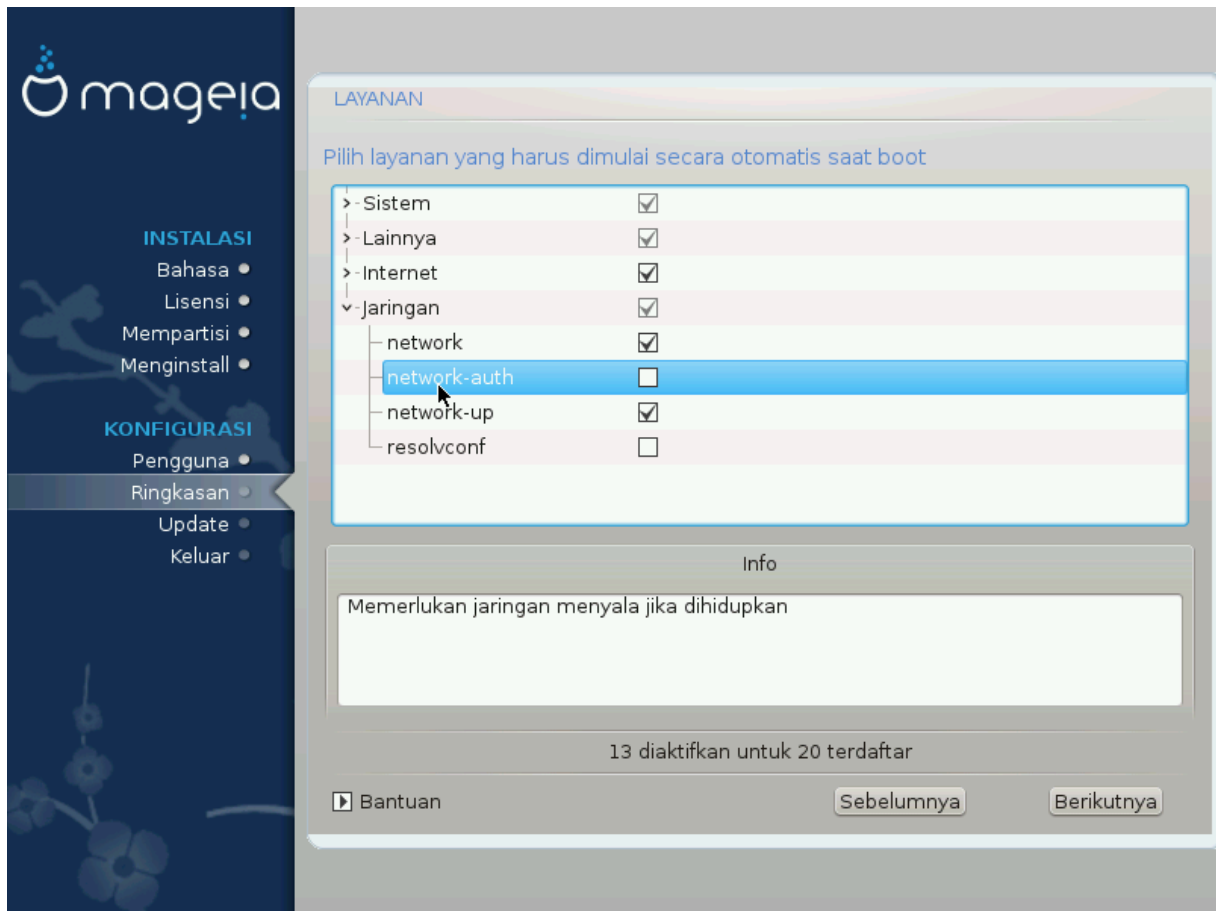 mageia
INSTALASI
Bahasa
Lisensi
Mempartisi
Menginstall
KONFIGURASI
Pengguna
Ringkasan
Update
Keluar
LAYANAN
Pilih layanan yang harus dimulai secara otomatis saat boot
Sistem
Lainnya
Internet
Jaringan
network
network-auth
network-up
resolvconf
Info
Memerlukan jaringan menyala jika dihidupkan
13 diaktifkan untuk 20 terdaftar
Bantuan
Sebelumnya
Berikutnya